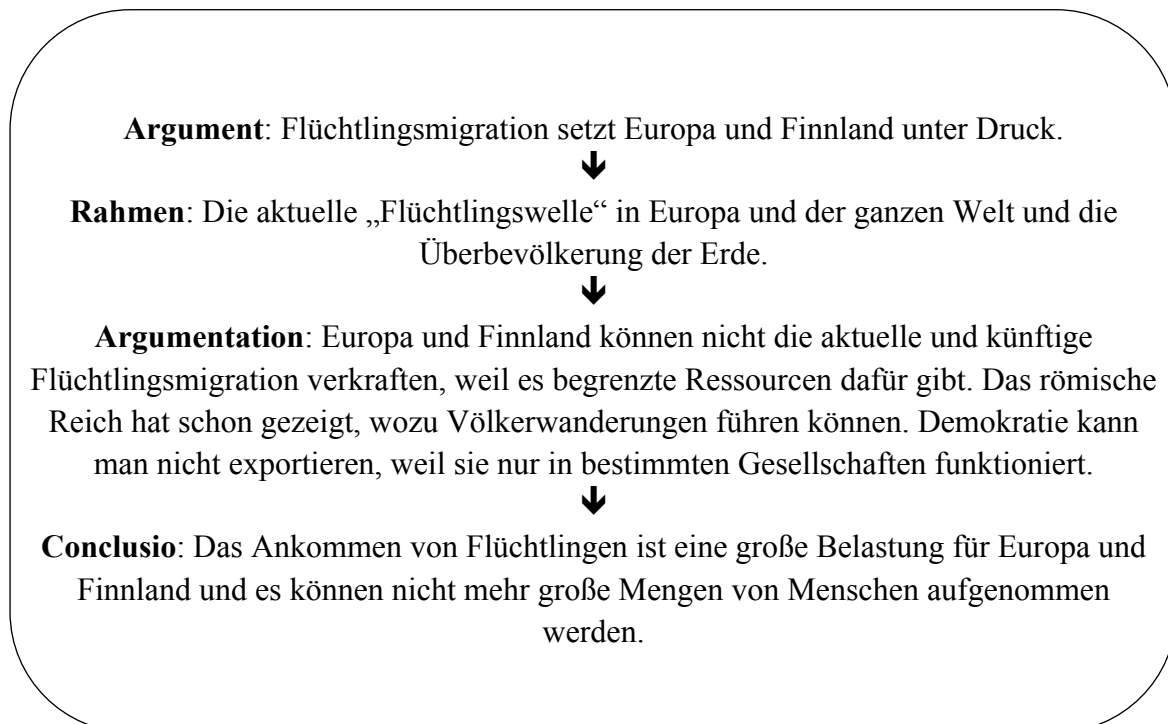 Argument: Flüchtlingsmigration setzt Europa und Finnland unter Druck.
Rahmen: Die aktuelle „Flüchtlingswelle“ in Europa und der ganzen Welt und die
Überbevölkerung der Erde.
Argumentation: Europa und Finnland können nicht die aktuelle und künftige
Flüchtlingsmigration verkraften, weil es begrenzte Ressourcen dafür gibt. Das römische
Reich hat schon gezeigt, wozu Völkerwanderungen führen können. Demokratie kann
man nicht exportieren, weil sie nur in bestimmten Gesellschaften funktioniert.
Conclusio: Das Ankommen von Flüchtlingen ist eine große Belastung für Europa und
Finnland und es können nicht mehr große Mengen von Menschen aufgenommen
werden.